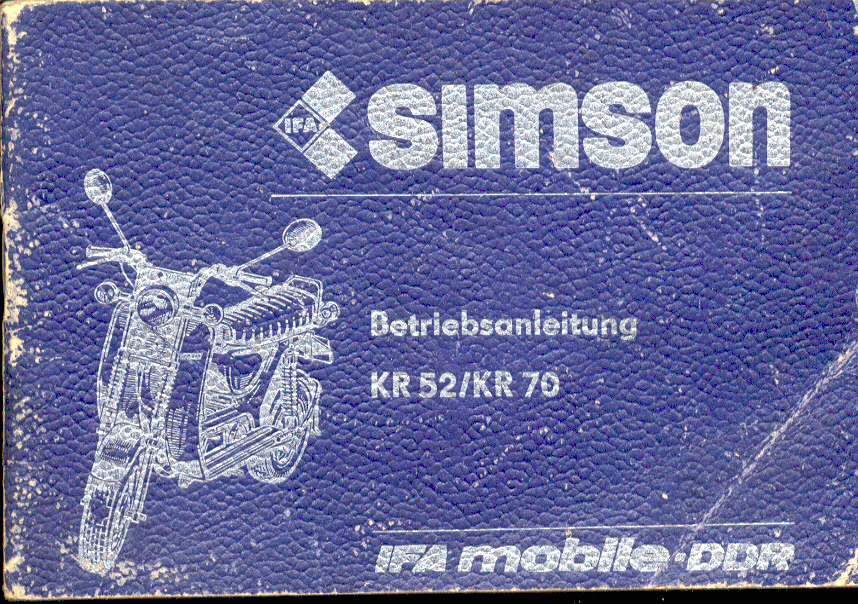 IFA simson
Betriebsanleitung
KR 52/KR 70
IFA mobile-DDR